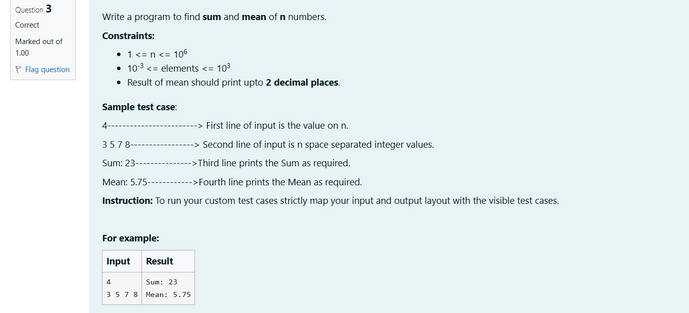 Question 3
Correct
Marked out of
1.00
Flag question
Write a program to find sum and mean of n numbers.
Constraints:
• 1 <= n <= 10⁶
• 10⁻³ <= elements <= 10³
• Result of mean should print upto 2 decimal places.
Sample test case:
4-----------------------> First line of input is the value on n.
3 5 7 8-----------------> Second line of input is n space separated integer values.
Sum: 23--------------->Third line prints the Sum as required.
Mean: 5.75------------>Fourth line prints the Mean as required.
Instruction: To run your custom test cases strictly map your input and output layout with the visible test cases.
For example:
Input Result
4 Sum: 23
3 5 7 8 Mean: 5.75